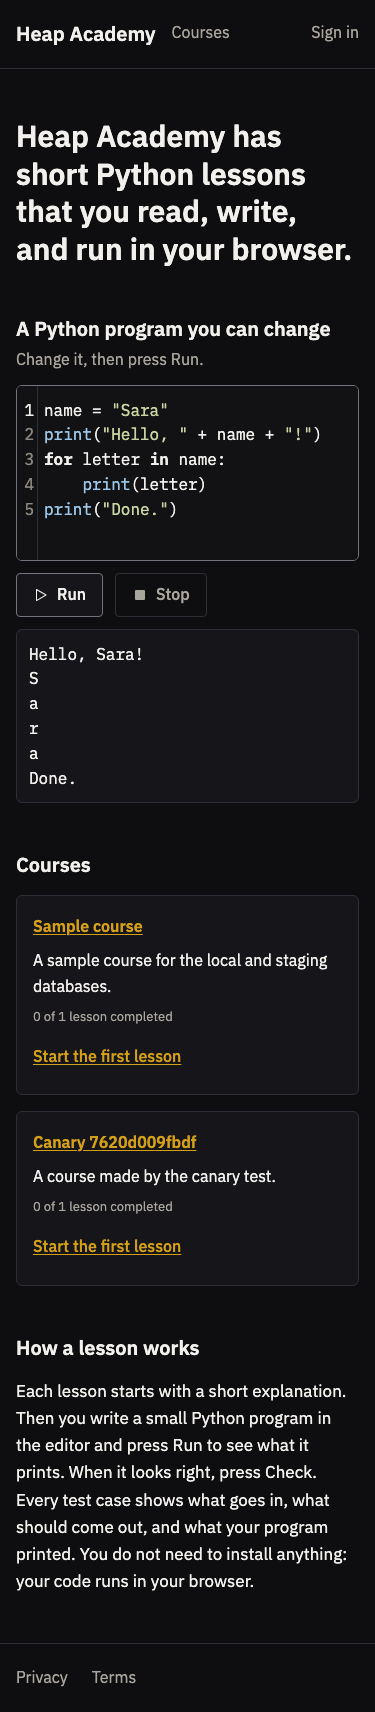 Heap Academy Courses Sign in
Heap Academy has
short Python lessons
that you read, write,
and run in your browser.
A Python program you can change
Change it, then press Run.
1 name = "Sara"
2 print("Hello, " + name + "!")
3 for letter in name:
4     print(letter)
5 print("Done.")
Run Stop
Hello, Sara!
S
a
r
a
Done.
Courses
Sample course
A sample course for the local and staging
databases.
0 of 1 lesson completed
Start the first lesson
Canary 7620d009fbdf
A course made by the canary test.
0 of 1 lesson completed
Start the first lesson
How a lesson works
Each lesson starts with a short explanation.
Then you write a small Python program in
the editor and press Run to see what it
prints. When it looks right, press Check.
Every test case shows what goes in, what
should come out, and what your program
printed. You do not need to install anything:
your code runs in your browser.
Privacy Terms